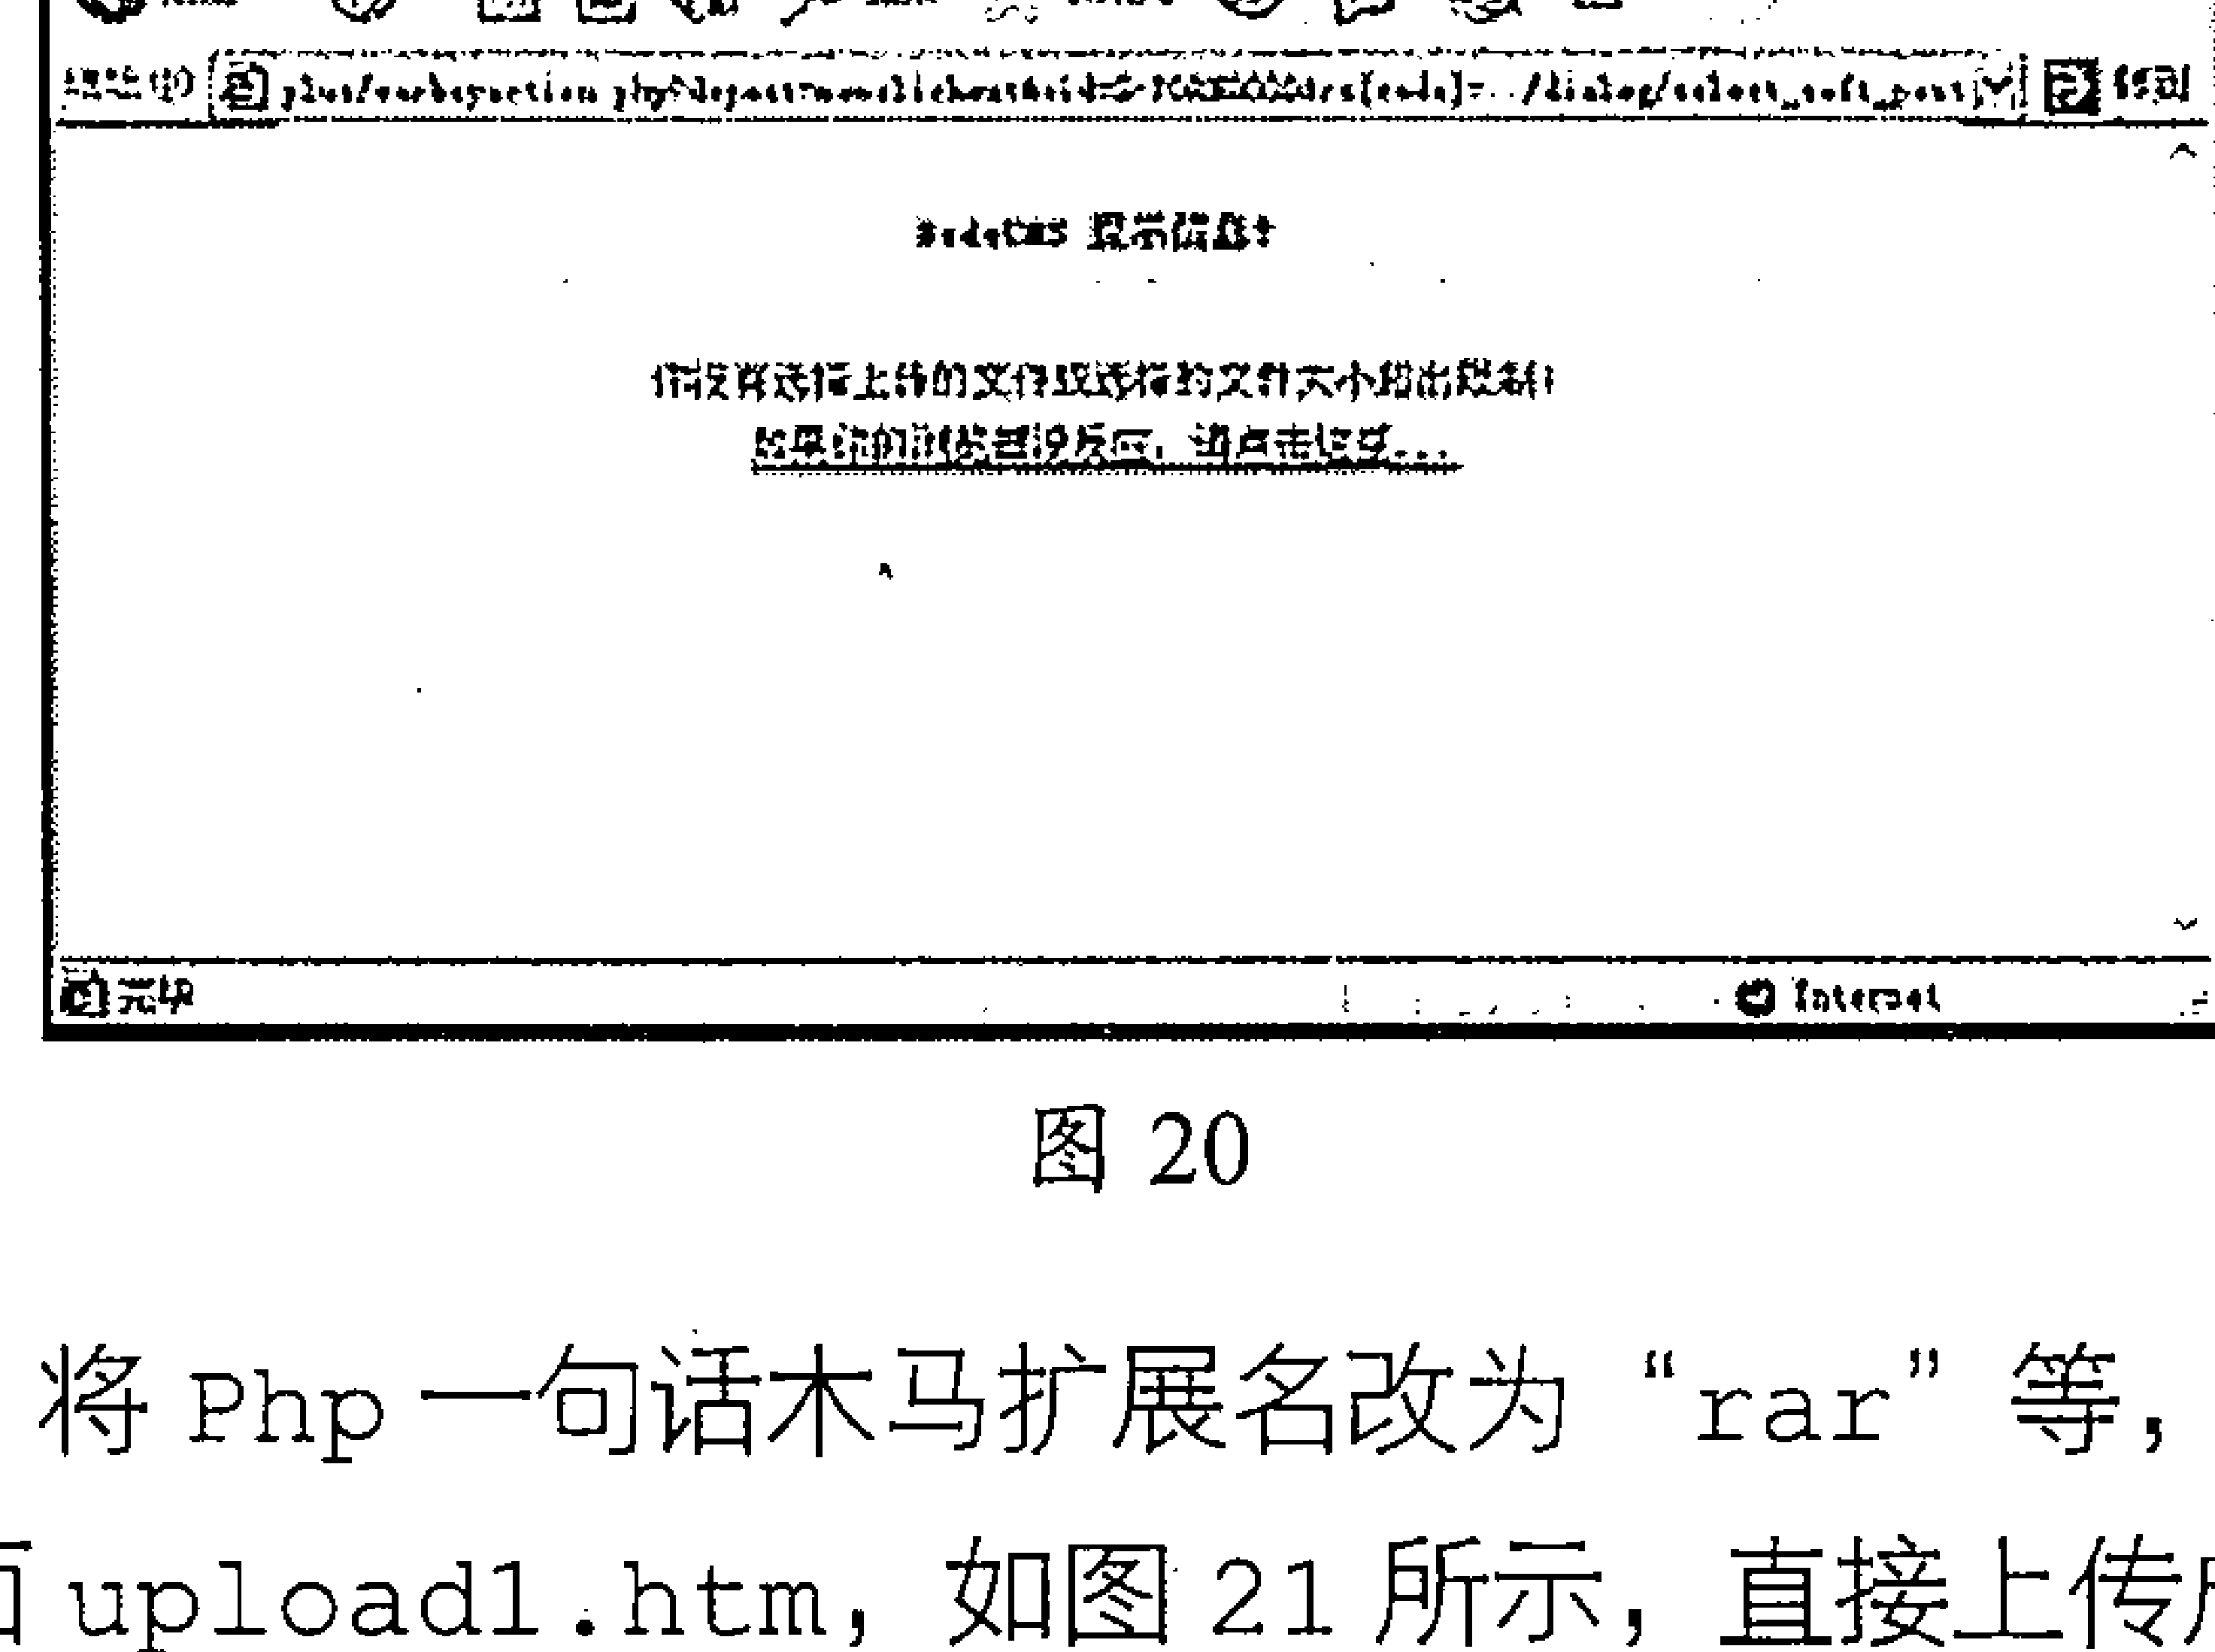 DedeCMS 提示信息!
你没有选择上传的文件或选择的文件大小超出限制!
如果你的浏览器没反应,请点击这里...
完毕
Internet
图 20
将 Php 一句话木马扩展名改为“rar”等,
upload1.htm, 如图 21 所示, 直接上传